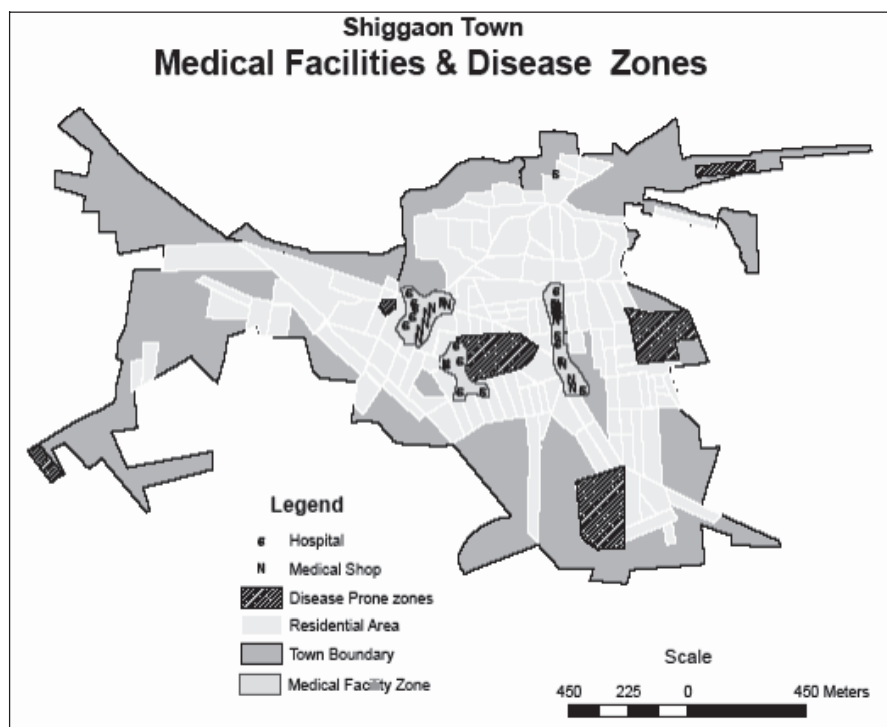 Shiggaon Town
Medical Facilities & Disease Zones
Legend
Hospital
N Medical Shop
Disease Prone zones
Residential Area
Town Boundary
Medical Facility Zone
Scale
450 225 0 450 Meters